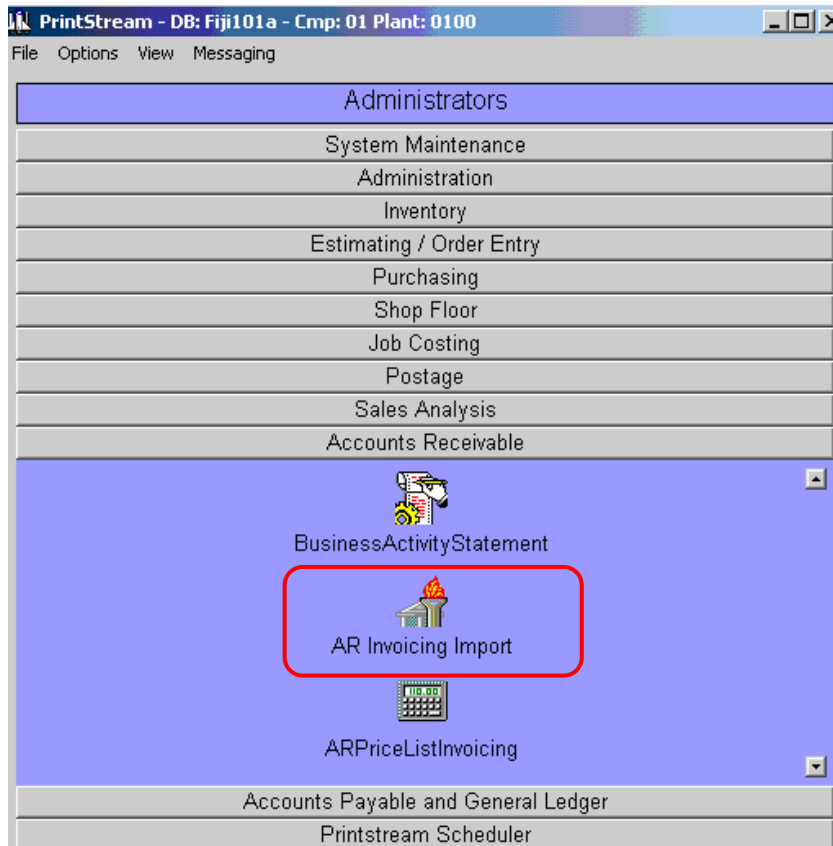 PrintStream - DB: Fiji101a - Cmp: 01 Plant: 0100
File Options View Messaging
Administrators
System Maintenance
Administration
Inventory
Estimating / Order Entry
Purchasing
Shop Floor
Job Costing
Postage
Sales Analysis
Accounts Receivable
BusinessActivityStatement
AR Invoicing Import
110.00
ARPriceListInvoicing
Accounts Payable and General Ledger
Printstream Scheduler